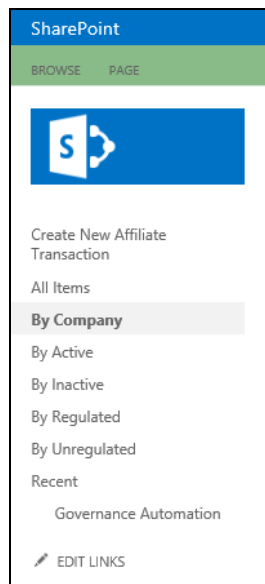 SharePoint
BROWSE PAGE
S
Create New Affiliate
Transaction
All Items
By Company
By Active
By Inactive
By Regulated
By Unregulated
Recent
Governance Automation
EDIT LINKS